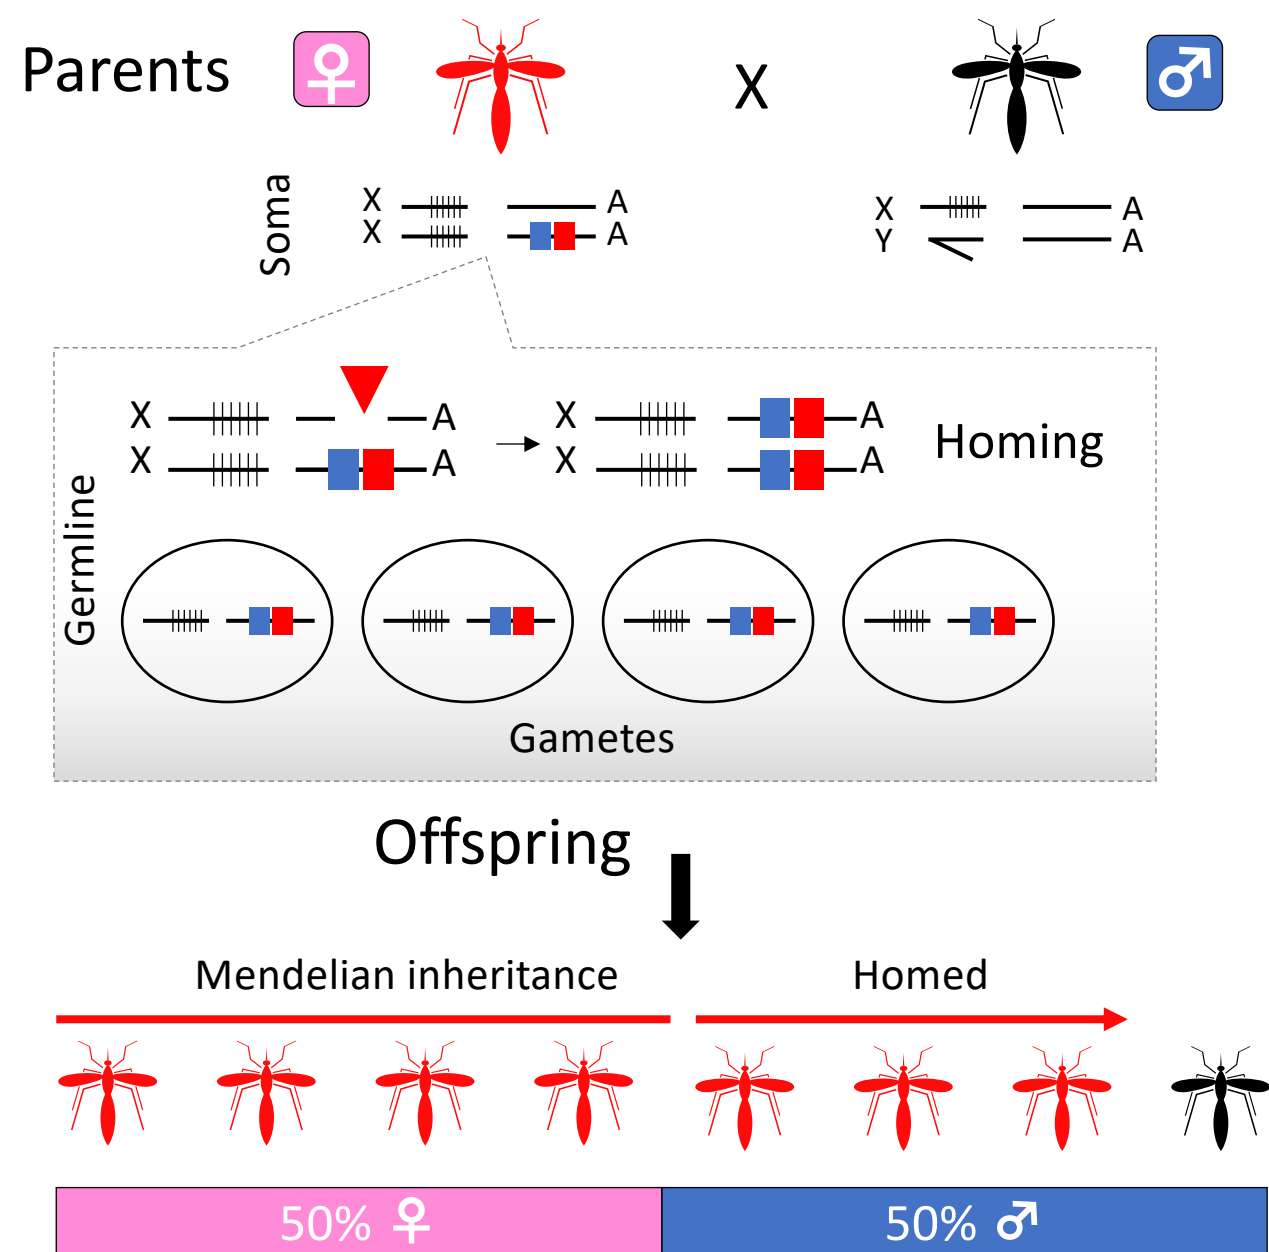 Parents ♀ X ♂
Soma
X A
X A
X A
Y A
X A
X A
X A
X A
Homing
Germline
Gametes
Offspring
Mendelian inheritance
Homed
50% ♀
50% ♂